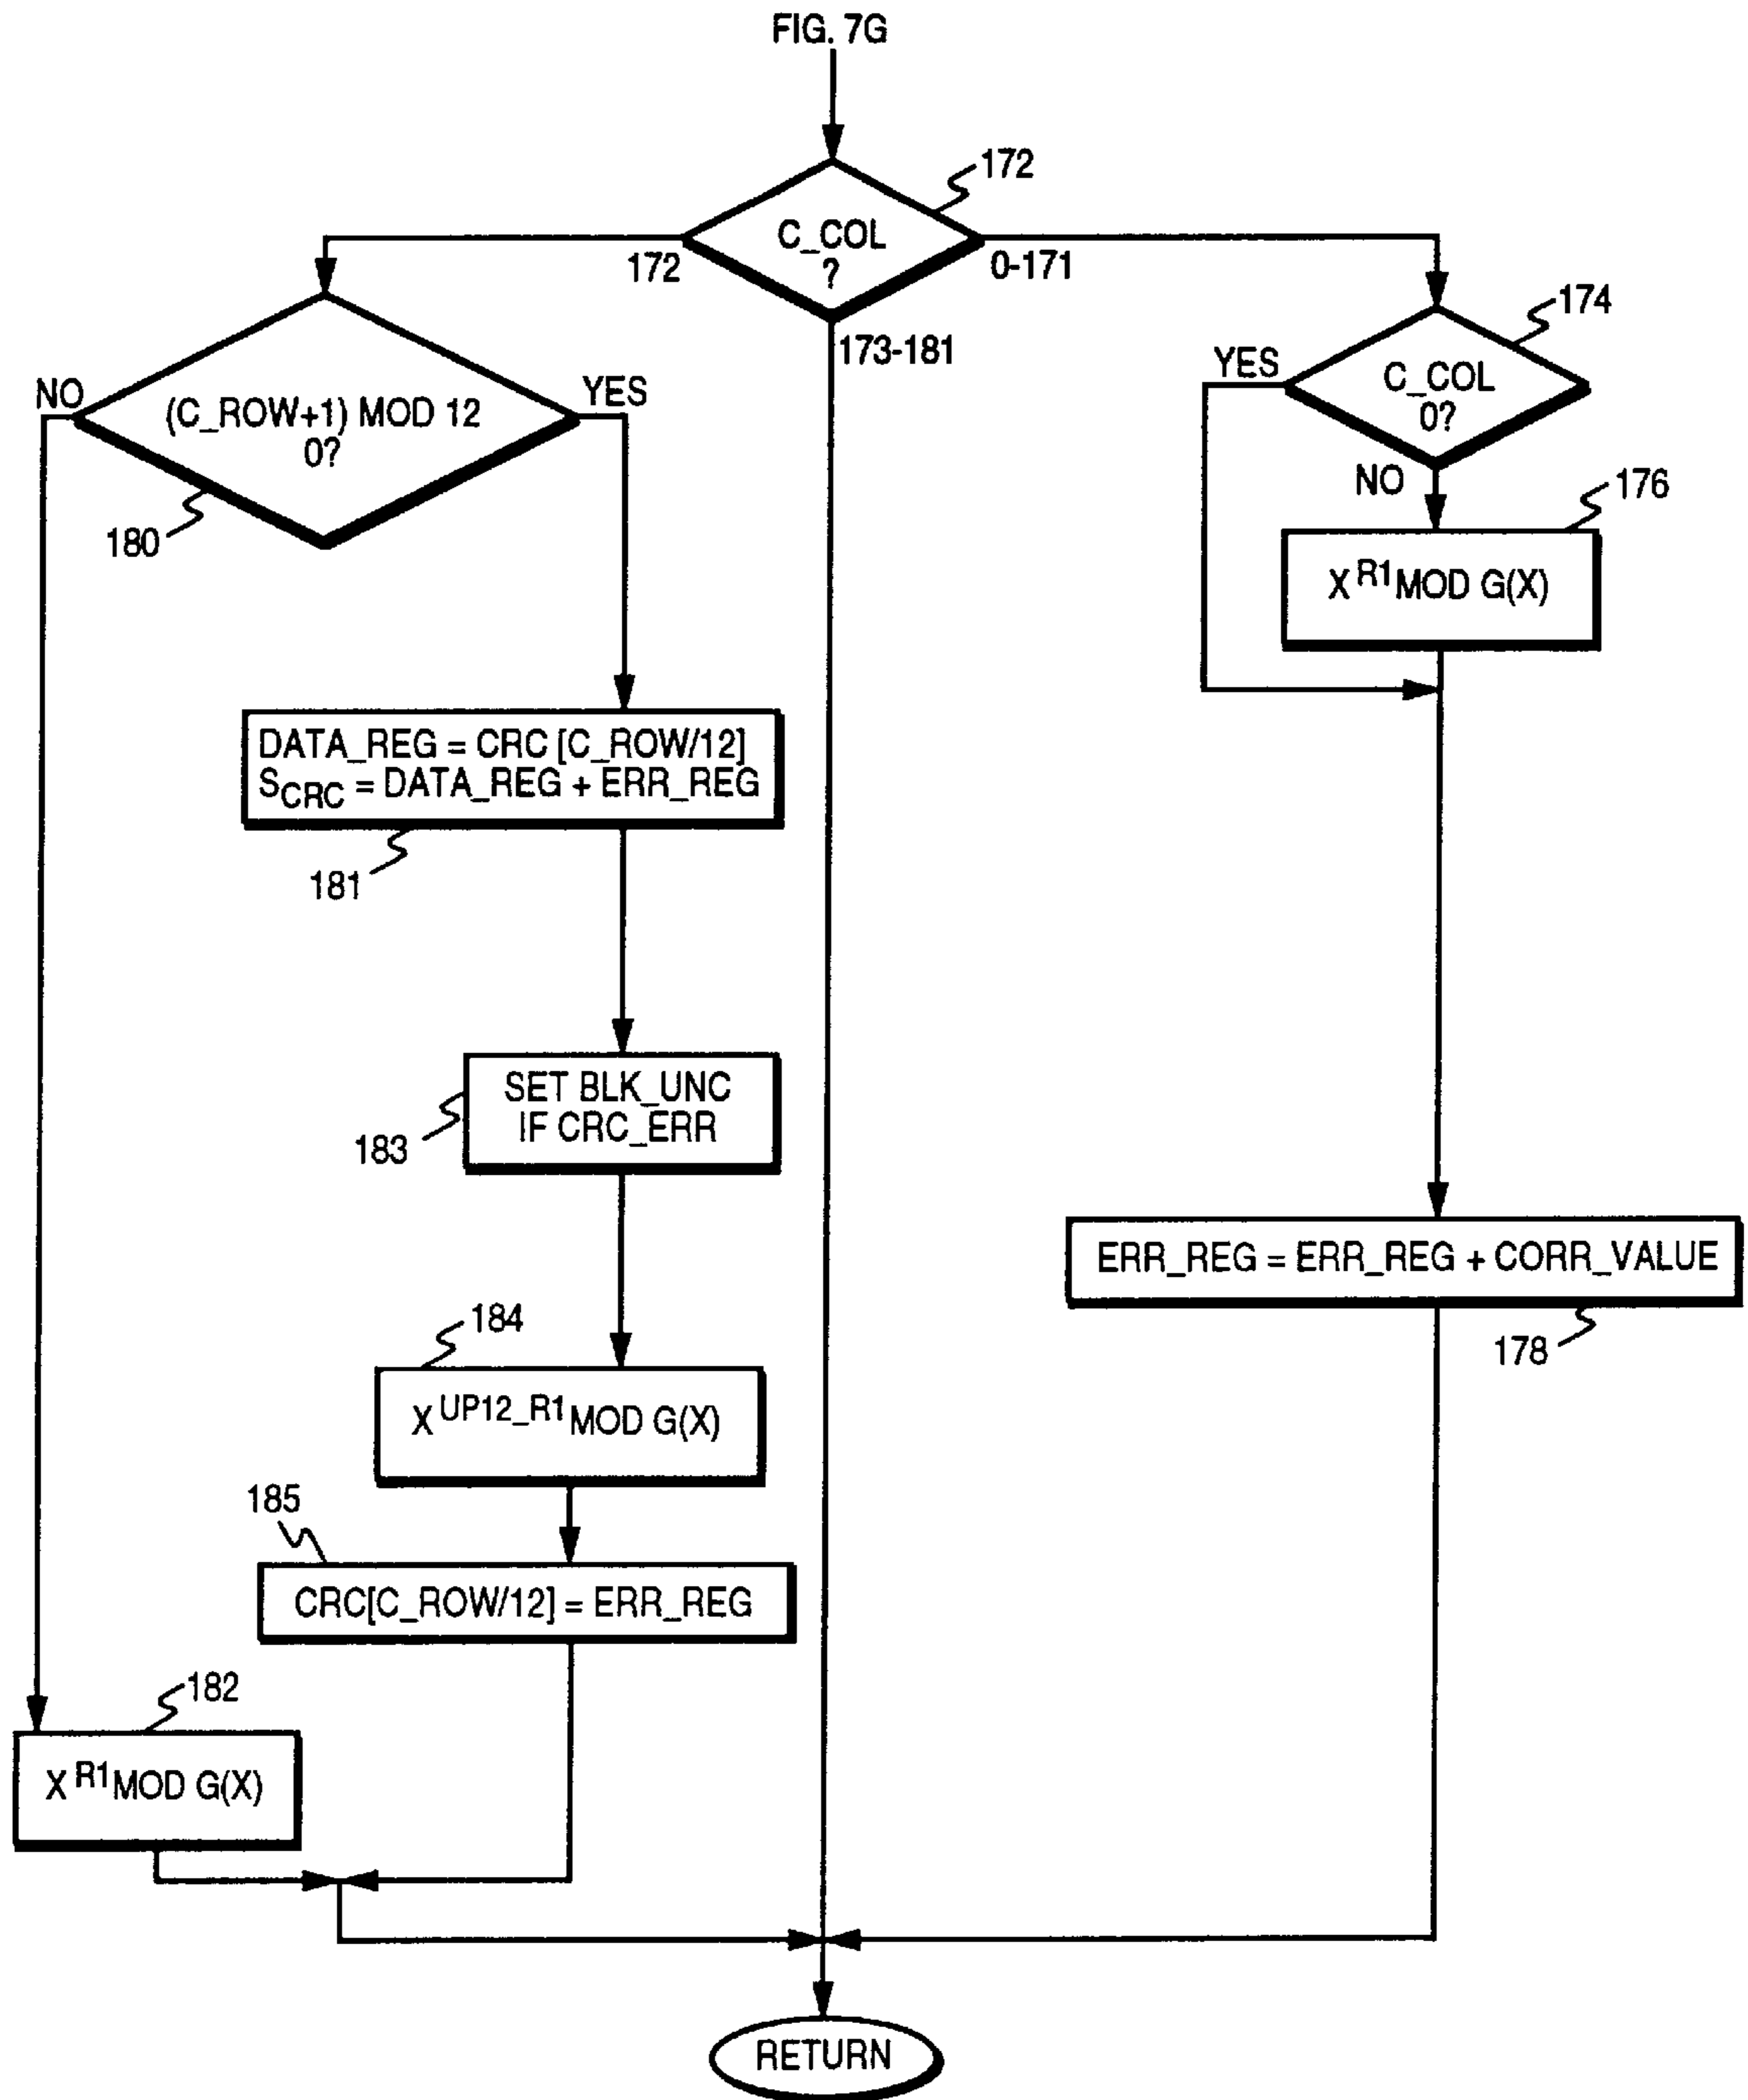 FIG. 7G
172
C_COL
?
172
0-171
173-181
174
C_COL
0?
YES
NO
176
X^R1 MOD G(X)
NO
YES
(C_ROW+1) MOD 12
0?
180
DATA_REG = CRC [C_ROW/12]
S_CRC = DATA_REG + ERR_REG
181
SET BLK_UNC
IF CRC_ERR
183
ERR_REG = ERR_REG + CORR_VALUE
178
184
X^UP12_R1 MOD G(X)
185
CRC[C_ROW/12] = ERR_REG
182
X^R1 MOD G(X)
RETURN